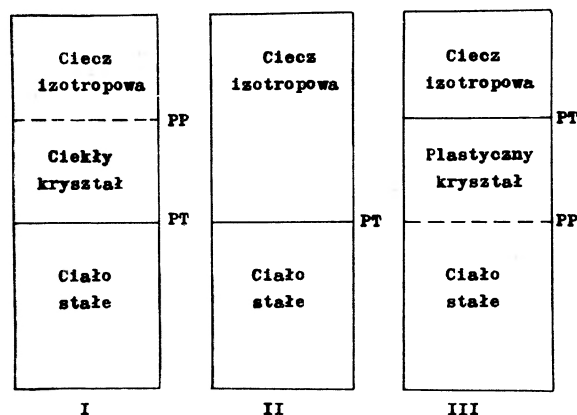 Ciecz
izotropowa
PP
Ciekły
kryształ
PT
Ciało
stałe
I
Ciecz
izotropowa
PT
Ciało
stałe
II
Ciecz
izotropowa
PT
Plastyczny
kryształ
PP
Ciało
stałe
III